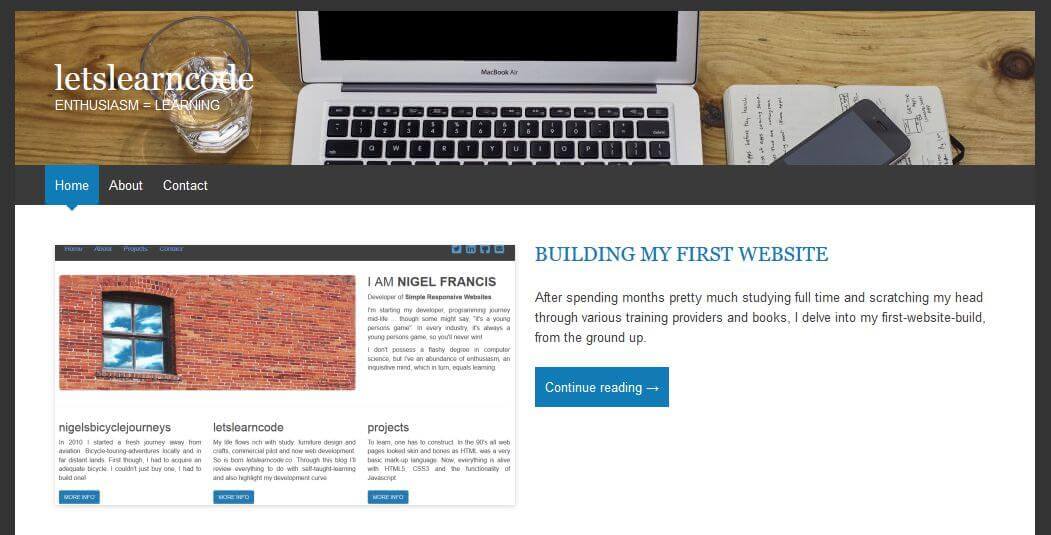 MacBook Air
letslearncode
ENTHUSIASM = LEARNING
Home About Contact
Home About Projects Contact
I AM NIGEL FRANCIS
Developer of Simple Responsive Websites
I'm starting my developer, programming journey
mid-life ... though some might say, "it's a young
persons game". In every industry, it's always a
young persons game, so you'll never win!
I don't possess a flashy degree in computer
science, but I've an abundance of enthusiasm, an
inquisitive mind, which in turn, equals learning.
nigelsbicyclejourneys
In 2010 I started a fresh journey away from
aviation. Bicycle-touring-adventures locally and in
far distant lands. First though, I had to acquire an
adequate bicycle. I couldn't just buy one, I had to
build one!
MORE INFO
letslearncode
My life flows rich with study, furniture design and
crafts, commercial pilot and now web development.
So is born letslearncode.co. Through this blog I'll
review everything to do with self-taught-learning
and also highlight my development curve.
MORE INFO
projects
To learn, one has to construct. In the 90's all web
pages looked skin and bones as HTML was a very
basic mark-up language. Now, everything is alive
with HTML5, CSS3 and the functionality of
Javascript
MORE INFO
BUILDING MY FIRST WEBSITE
After spending months pretty much studying full time and scratching my head
through various training providers and books, I delve into my first-website-build,
from the ground up.
Continue reading →